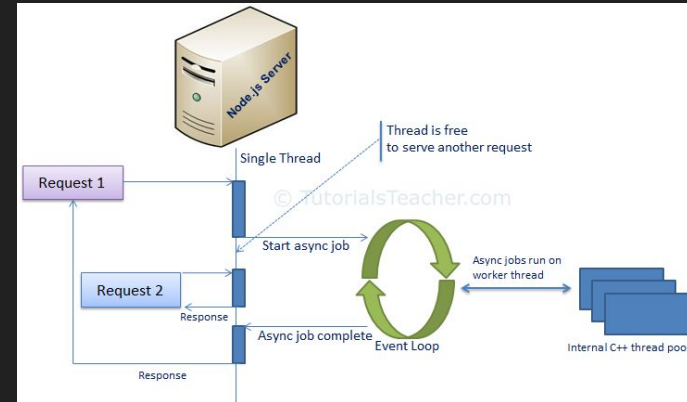 Node.js Server
Single Thread
Thread is free
to serve another request
Request 1
© TutorialsTeacher.com
Start async job
Async jobs run on
worker thread
Request 2
Response
Async job complete
Event Loop
Internal C++ thread poo
Response